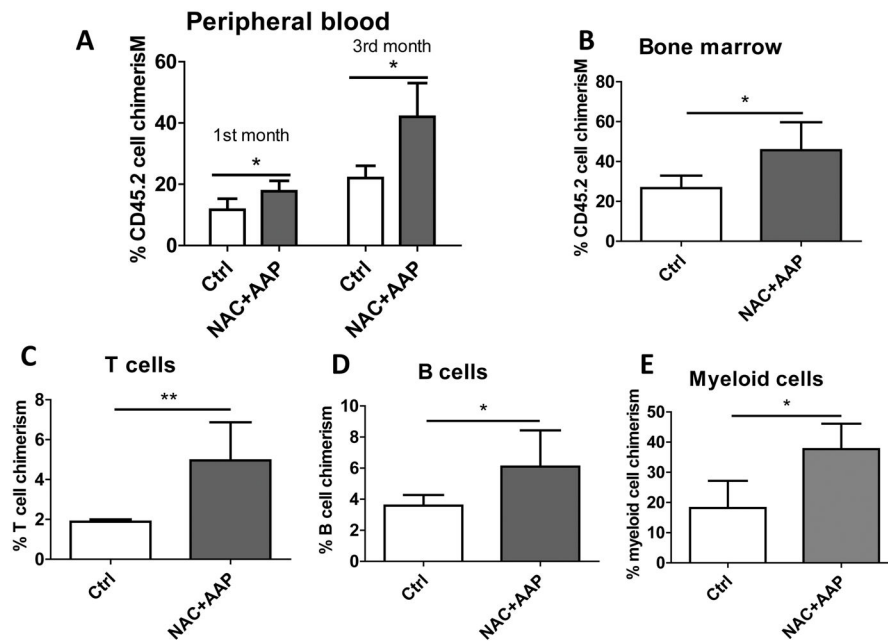 A
Peripheral blood
% CD45.2 cell chimerisM
60
40
20
0
1st month
*
3rd month
*
Ctrl
NAC+AAP
Ctrl
NAC+AAP
B
Bone marrow
% CD45.2 cell chimerisM
80
60
40
20
0
*
Ctrl
NAC+AAP
C
T cells
% T cell chimerism
8
6
4
2
0
**
Ctrl
NAC+AAP
D
B cells
% B cell chimerism
10
8
6
4
2
0
*
Ctrl
NAC+AAP
E
Myeloid cells
% myeloid cell chimerism
50
40
30
20
10
0
*
Ctrl
NAC+AAP